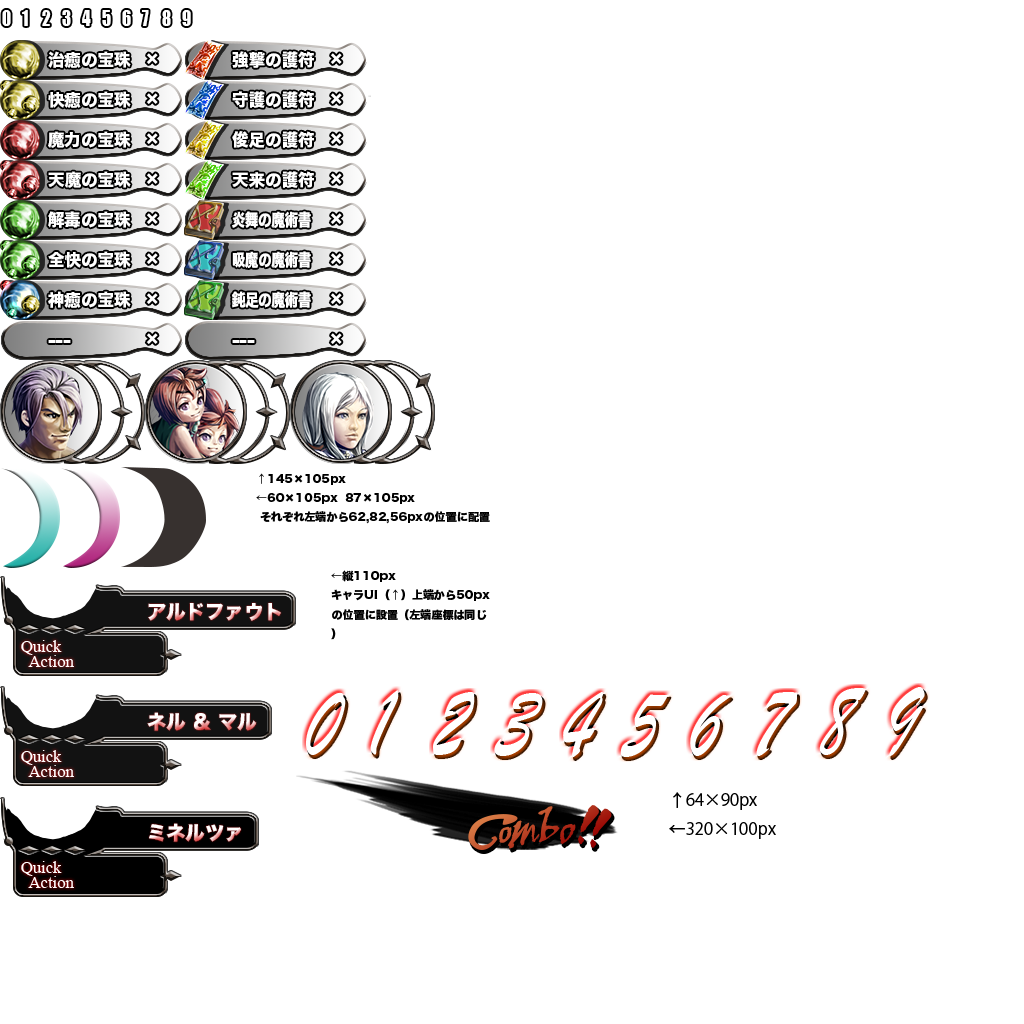 0 1 2 3 4 5 6 7 8 9
治癒の宝珠 ×
強撃の護符 ×
快癒の宝珠 ×
守護の護符 ×
魔力の宝珠 ×
俊足の護符 ×
天魔の宝珠 ×
天来の護符 ×
解毒の宝珠 ×
炎舞の魔術書 ×
全快の宝珠 ×
吸魔の魔術書 ×
神癒の宝珠 ×
鈍足の魔術書 ×
--- ×
--- ×
↑145×105px
←60×105px 87×105px
それぞれ左端から62,82,56pxの位置に配置
←縦110px
キャラUI（↑）上端から50px
の位置に設置（左端座標は同じ
）
アルドファウト
Quick
Action
ネル & マル
Quick
Action
0 1 2 3 4 5 6 7 8 9
Combo!!
↑64×90px
←320×100px
ミネルツァ
Quick
Action